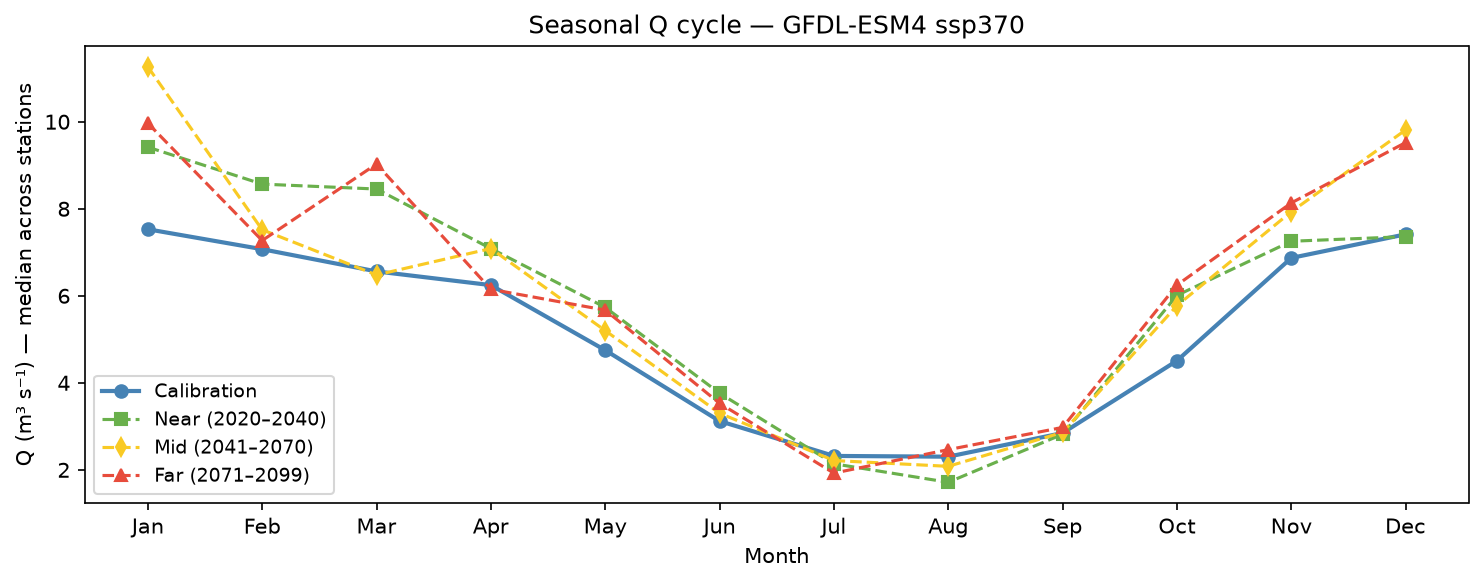 Seasonal Q cycle — GFDL-ESM4 ssp370
Q (m³ s⁻¹) — median across stations
10
8
6
4
2
Calibration
Near (2020–2040)
Mid (2041–2070)
Far (2071–2099)
Jan Feb Mar Apr May Jun Jul Aug Sep Oct Nov Dec
Month